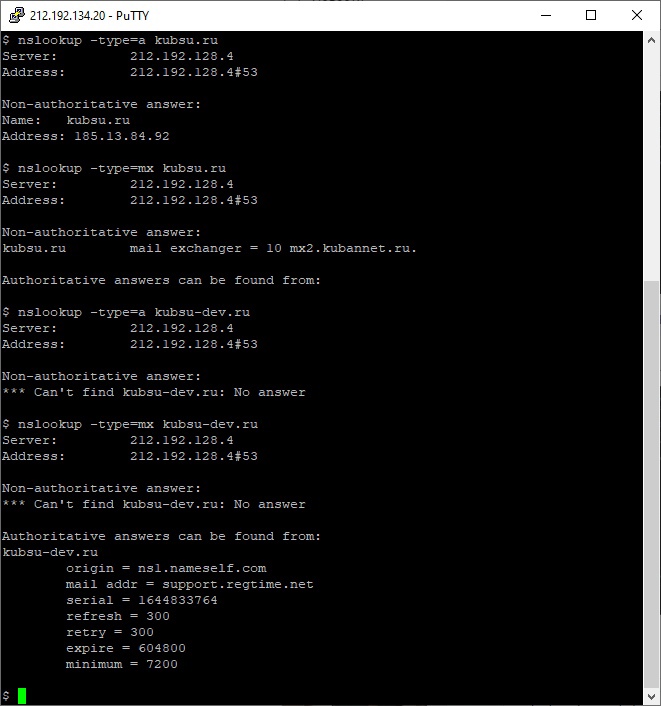 212.192.134.20 - PuTTY
$ nslookup -type=a kubsu.ru
Server:         212.192.128.4
Address:        212.192.128.4#53

Non-authoritative answer:
Name:   kubsu.ru
Address: 185.13.84.92

$ nslookup -type=mx kubsu.ru
Server:         212.192.128.4
Address:        212.192.128.4#53

Non-authoritative answer:
kubsu.ru        mail exchanger = 10 mx2.kubannet.ru.

Authoritative answers can be found from:

$ nslookup -type=a kubsu-dev.ru
Server:         212.192.128.4
Address:        212.192.128.4#53

Non-authoritative answer:
*** Can't find kubsu-dev.ru: No answer

$ nslookup -type=mx kubsu-dev.ru
Server:         212.192.128.4
Address:        212.192.128.4#53

Non-authoritative answer:
*** Can't find kubsu-dev.ru: No answer

Authoritative answers can be found from:
kubsu-dev.ru
        origin = ns1.nameself.com
        mail addr = support.regtime.net
        serial = 1644833764
        refresh = 300
        retry = 300
        expire = 604800
        minimum = 7200

$